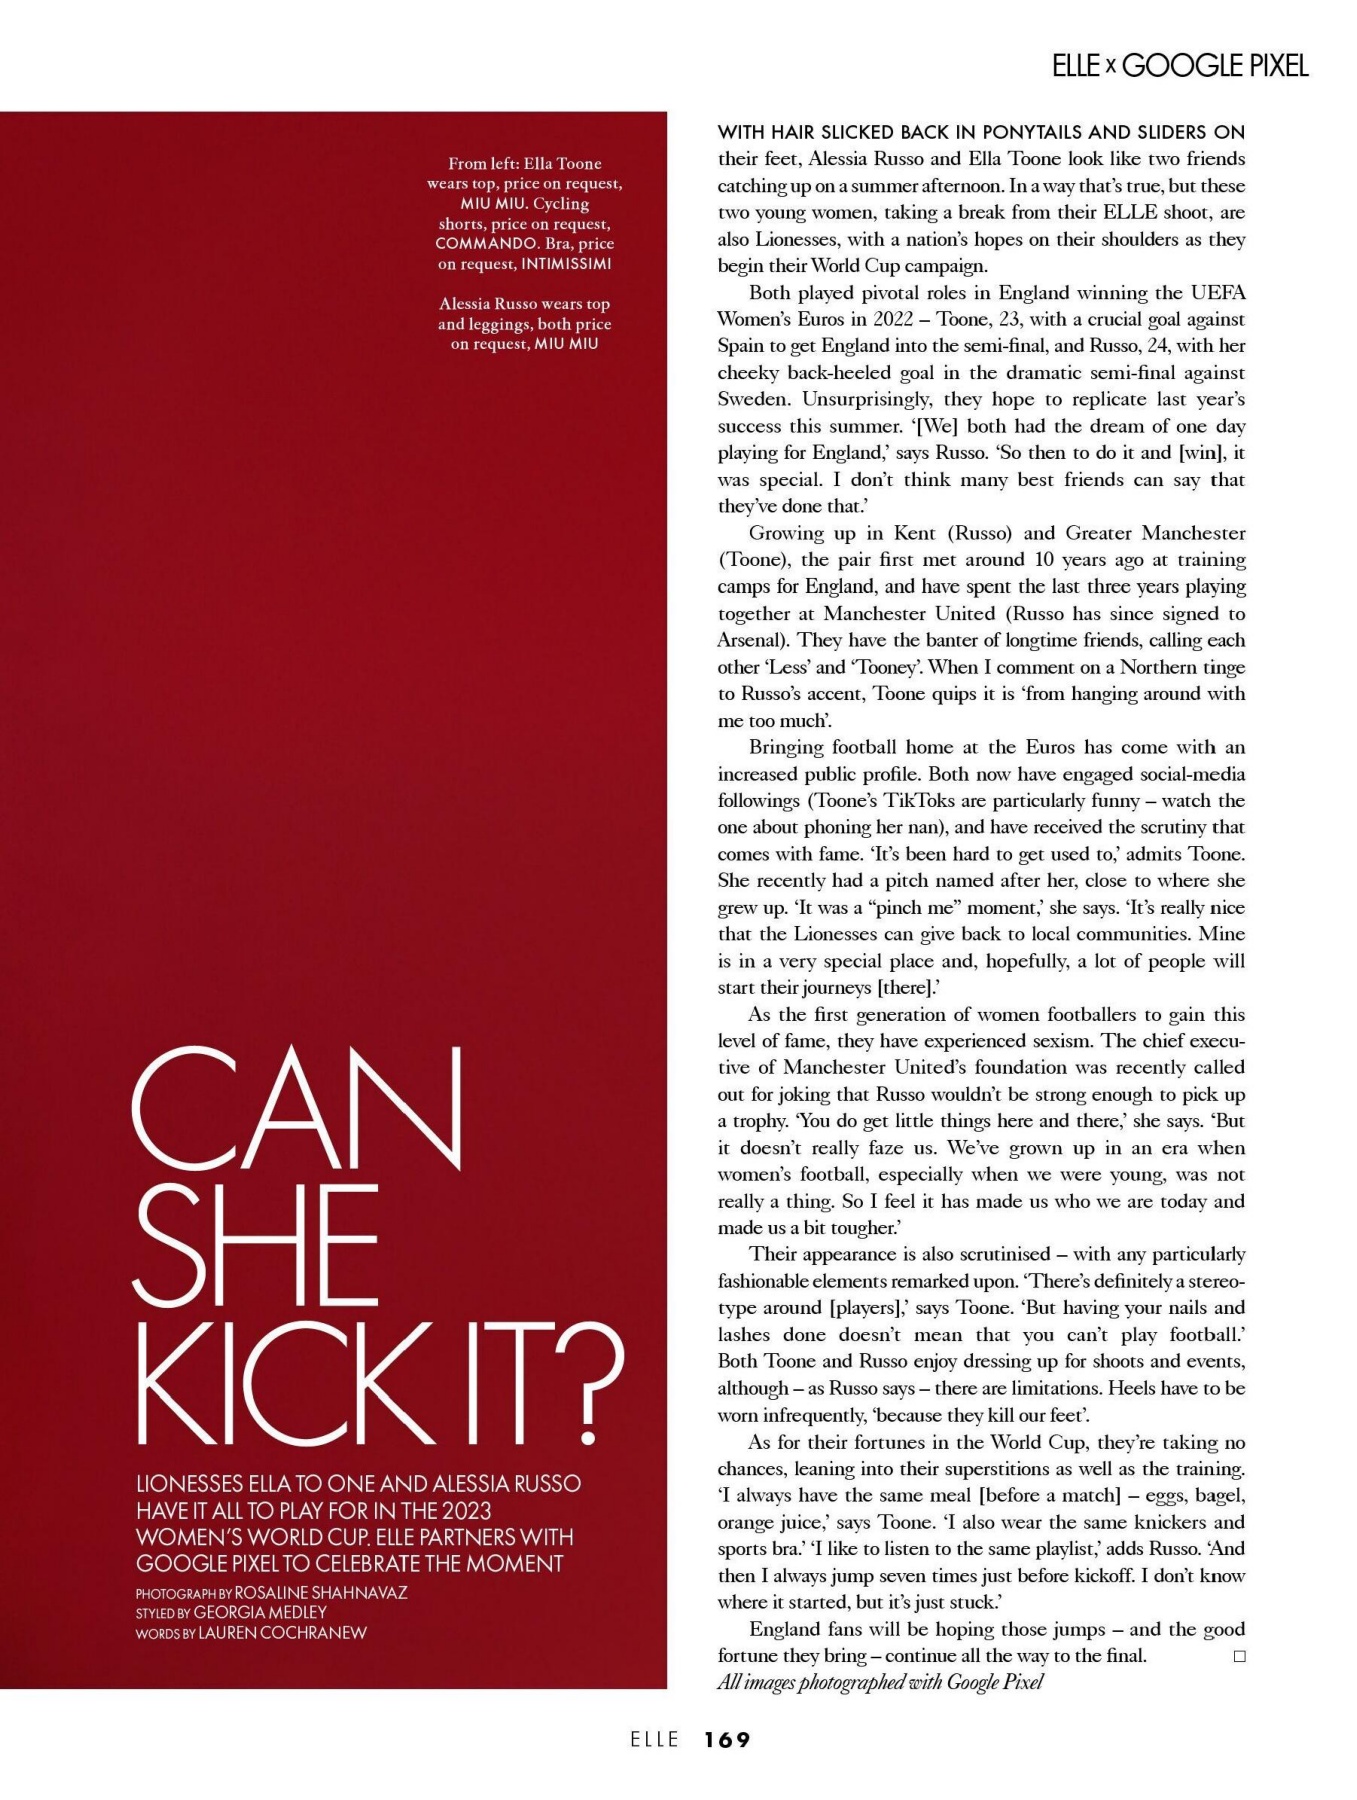 ELLE x GOOGLE PIXEL
From left: Ella Toone
wears top, price on request,
MIU MIU. Cycling
shorts, price on request,
COMMANDO. Bra, price
on request, INTIMISSIMI
Alessia Russo wears top
and leggings, both price
on request, MIU MIU
CAN
SHE
KICK IT?
LIONESSES ELLA TO ONE AND ALESSIA RUSSO
HAVE IT ALL TO PLAY FOR IN THE 2023
WOMEN'S WORLD CUP. ELLE PARTNERS WITH
GOOGLE PIXEL TO CELEBRATE THE MOMENT
PHOTOGRAPH BY ROSALINE SHAHNAVAZ
STYLED BY GEORGIA MEDLEY
WORDS BY LAUREN COCHRANEW
WITH HAIR SLICKED BACK IN PONYTAILS AND SLIDERS ON
their feet, Alessia Russo and Ella Toone look like two friends
catching up on a summer afternoon. In a way that's true, but these
two young women, taking a break from their ELLE shoot, are
also Lionesses, with a nation's hopes on their shoulders as they
begin their World Cup campaign.
Both played pivotal roles in England winning the UEFA
Women's Euros in 2022 – Toone, 23, with a crucial goal against
Spain to get England into the semi-final, and Russo, 24, with her
cheeky back-heeled goal in the dramatic semi-final against
Sweden. Unsurprisingly, they hope to replicate last year's
success this summer. '[We] both had the dream of one day
playing for England,' says Russo. 'So then to do it and [win], it
was special. I don't think many best friends can say that
they've done that.'
Growing up in Kent (Russo) and Greater Manchester
(Toone), the pair first met around 10 years ago at training
camps for England, and have spent the last three years playing
together at Manchester United (Russo has since signed to
Arsenal). They have the banter of longtime friends, calling each
other 'Less' and 'Tooney'. When I comment on a Northern tinge
to Russo's accent, Toone quips it is 'from hanging around with
me too much'.
Bringing football home at the Euros has come with an
increased public profile. Both now have engaged social-media
followings (Toone's TikToks are particularly funny – watch the
one about phoning her nan), and have received the scrutiny that
comes with fame. 'It's been hard to get used to,' admits Toone.
She recently had a pitch named after her, close to where she
grew up. 'It was a "pinch me" moment,' she says. 'It's really nice
that the Lionesses can give back to local communities. Mine
is in a very special place and, hopefully, a lot of people will
start their journeys [there].'
As the first generation of women footballers to gain this
level of fame, they have experienced sexism. The chief execu-
tive of Manchester United's foundation was recently called
out for joking that Russo wouldn't be strong enough to pick up
a trophy. 'You do get little things here and there,' she says. 'But
it doesn't really faze us. We've grown up in an era when
women's football, especially when we were young, was not
really a thing. So I feel it has made us who we are today and
made us a bit tougher.'
Their appearance is also scrutinised – with any particularly
fashionable elements remarked upon. 'There's definitely a stereo-
type around [players],' says Toone. 'But having your nails and
lashes done doesn't mean that you can't play football.'
Both Toone and Russo enjoy dressing up for shoots and events,
although – as Russo says – there are limitations. Heels have to be
worn infrequently, 'because they kill our feet'.
As for their fortunes in the World Cup, they're taking no
chances, leaning into their superstitions as well as the training.
'I always have the same meal [before a match] – eggs, bagel,
orange juice,' says Toone. 'I also wear the same knickers and
sports bra.' 'I like to listen to the same playlist,' adds Russo. 'And
then I always jump seven times just before kickoff. I don't know
where it started, but it's just stuck.'
England fans will be hoping those jumps – and the good
fortune they bring – continue all the way to the final. □
All images photographed with Google Pixel
ELLE 169